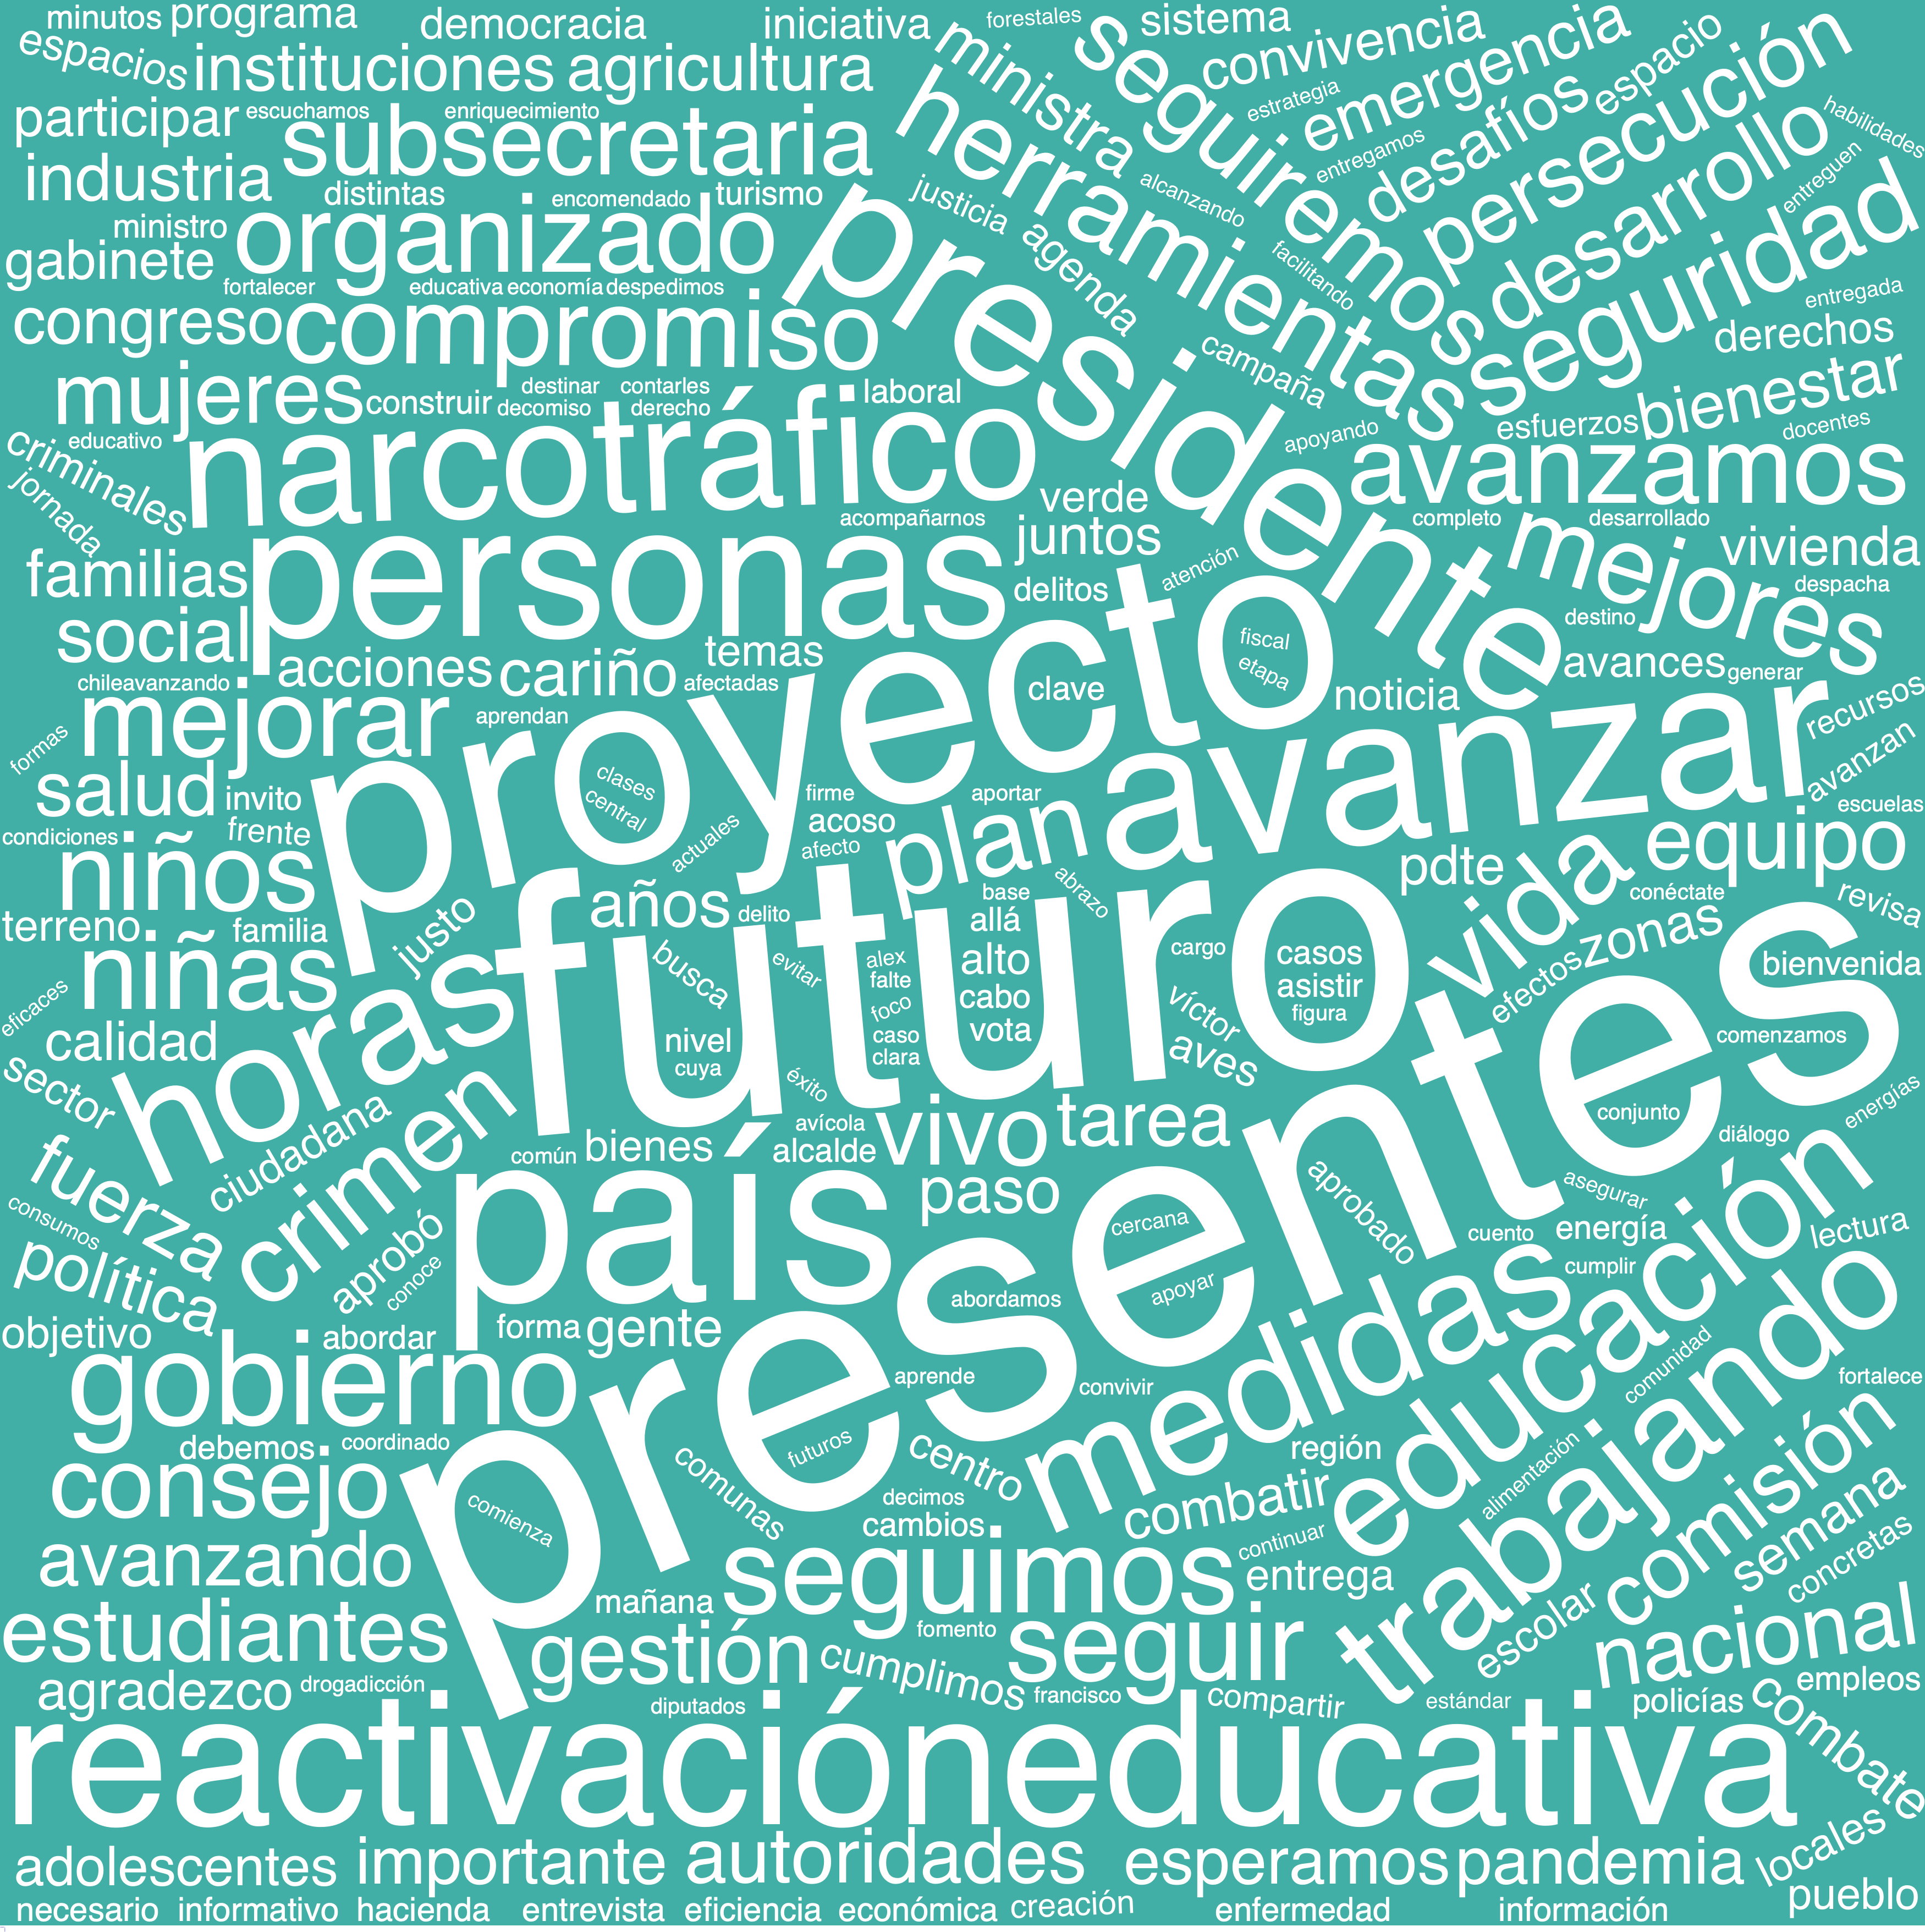 minutos programa democracia iniciativa forestales sistema
espacios instituciones agricultura ministra seguiremos convivencia emergencia espacio
participar escuchamos enriquecimiento herramientas estrategia desafíos persecución habilidades
industria subsecretaria entregamos desarrollo entreguen
distintas encomendado turismo justicia alcanzando
ministro organizado presidente agenda facilitando seguridad
gabinete fortalecer educativa economía despedimos entregada
congreso compromiso campaña derechos
mujeres construir destinar contarles laboral bienestar
decomiso derecho apoyando esfuerzos docentes
criminales educativo narcotráfico avanzamos
jornada verde acompañarnos completo desarrollado
familias personas juntos atención mejores vivienda
delitos despacha
social acciones cariño temas proyecto fiscal destino
chileavanzando afectadas clave etapa noticia avances generar
mejorar aprendan avanzar recursos
formas salud invito clases firme aportar avanzan
condiciones frente central actuales acoso plan escuelas
niños afecto pdte vida equipo
terreno familia justo años delito base abrazo conéctate revisa
niñas horas futuro allá zonas
busca evitar alex alto cargo casos efectos bienvenida
eficaces falte cabo asistir
calidad nivel foco vota víctor figura comenzamos
sector cuya caso clara aves
ciudadana éxito conjunto energías
fuerza crimen común bienes avícola alcalde vivo tarea diálogo
consumos país paso aprobado asegurar
política aprobó conoce presentes cercana cuento energía educación lectura
objetivo abordar forma gente abordamos apoyar medidas cumplir
gobierno aprende convivir comunidad fortalece
debemos coordinado futuros centro región trabajando
consejo comienza comunas decimos combatir alimentación comisión
avanzando cambios continuar semana
seguimos entrega concretas
estudiantes mañana fomento escolar nacional
gestión cumplimos seguir
agradezco drogadicción diputados francisco compartir estándar policías empleos
reactivacióneducativa combate
adolescentes importante autoridades esperamos pandemia locales
necesario informativo hacienda entrevista eficiencia económica creación enfermedad información pueblo